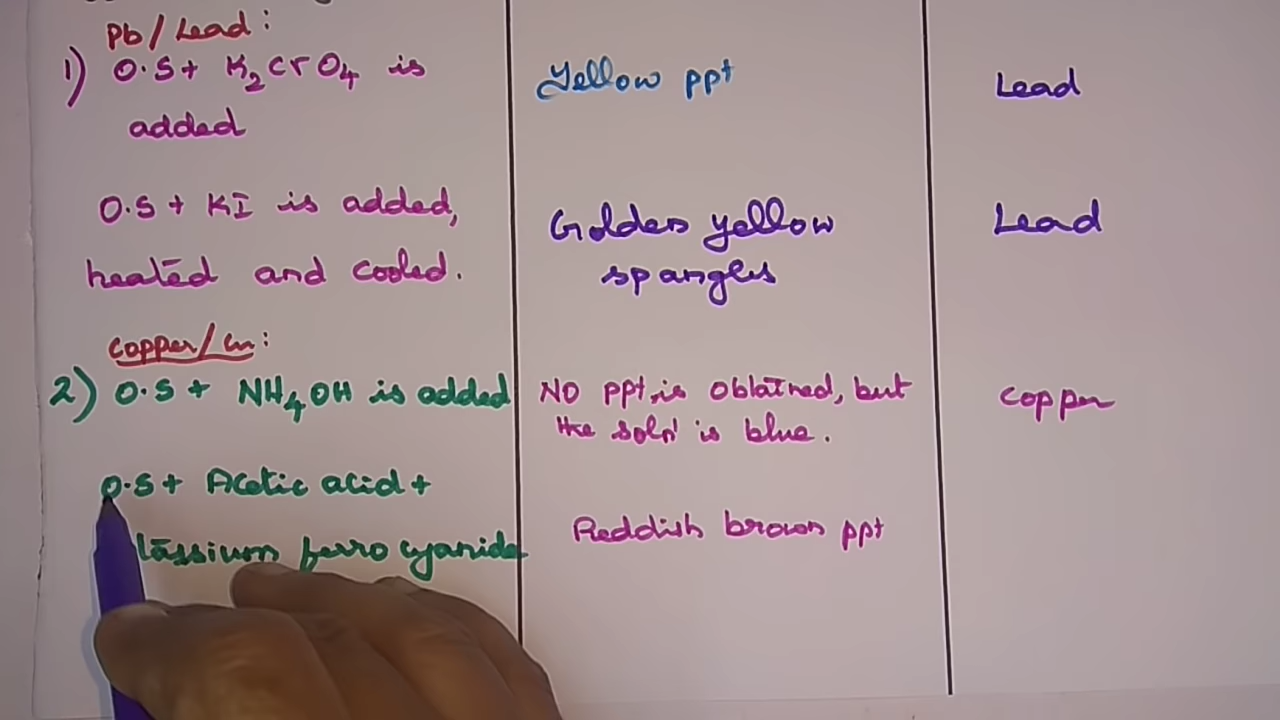 Pb/Lead:
1) O.S + K2CrO4 is
added
Yellow ppt
Lead
O.S + KI is added,
heated and cooled.
Golden yellow
spangles
Lead
Copper/Cu:
2) O.S + NH4OH is added
NO ppt is obtained, but
the soln is blue.
Copper
O.S + Acetic acid +
tassium ferro cyanide
Reddish brown ppt